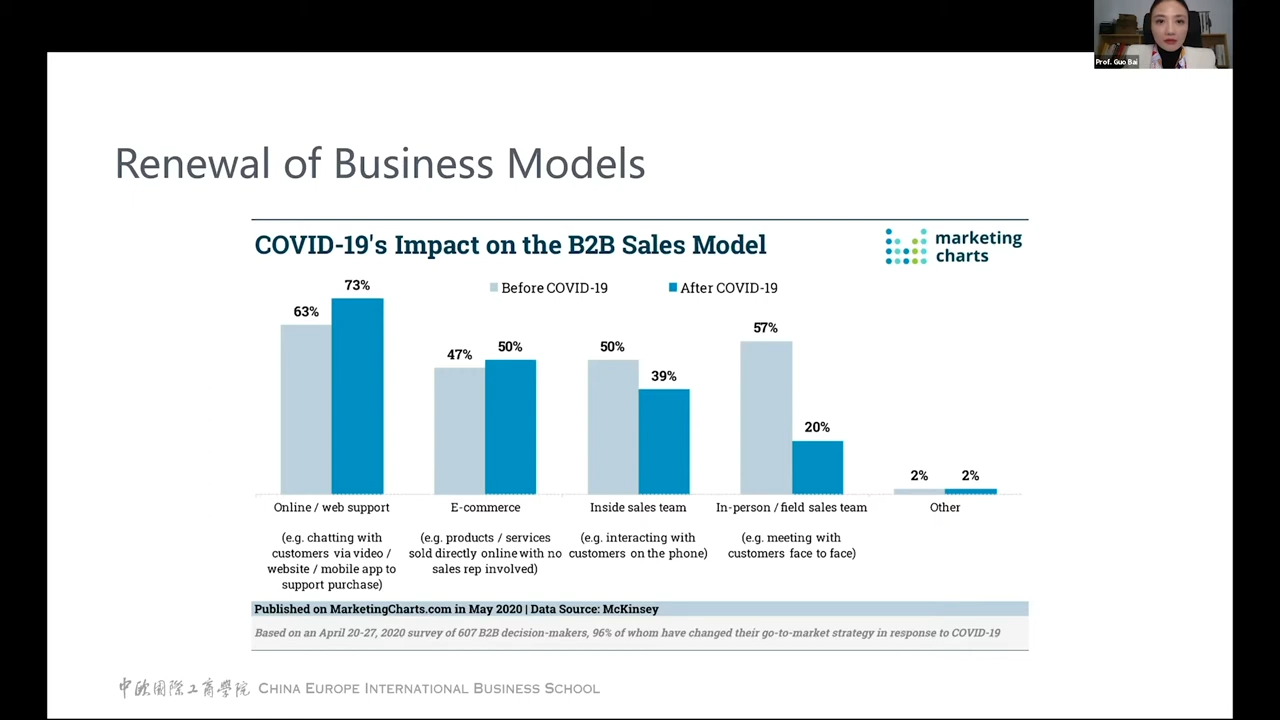 Prof. Guo Bai
Renewal of Business Models
COVID-19's Impact on the B2B Sales Model
marketing
charts
Before COVID-19
After COVID-19
63%
73%
47%
50%
50%
39%
57%
20%
2%
2%
Online / web support
(e.g. chatting with
customers via video /
website / mobile app to
support purchase)
E-commerce
(e.g. products / services
sold directly online with no
sales rep involved)
Inside sales team
(e.g. interacting with
customers on the phone)
In-person / field sales team
(e.g. meeting with
customers face to face)
Other
Published on MarketingCharts.com in May 2020 | Data Source: McKinsey
Based on an April 20-27, 2020 survey of 607 B2B decision-makers, 96% of whom have changed their go-to-market strategy in response to COVID-19
中欧國際工商學院 CHINA EUROPE INTERNATIONAL BUSINESS SCHOOL